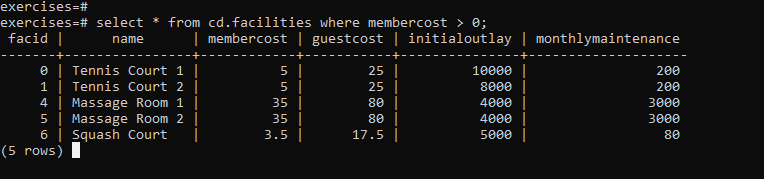 exercises=#
exercises=# select * from cd.facilities where membercost > 0;
 facid |      name      | membercost | guestcost | initialoutlay | monthlymaintenance
-------+----------------+------------+-----------+---------------+--------------------
     0 | Tennis Court 1 |          5 |        25 |         10000 |                200
     1 | Tennis Court 2 |          5 |        25 |          8000 |                200
     4 | Massage Room 1 |         35 |        80 |          4000 |               3000
     5 | Massage Room 2 |         35 |        80 |          4000 |               3000
     6 | Squash Court   |        3.5 |      17.5 |          5000 |                 80
(5 rows)